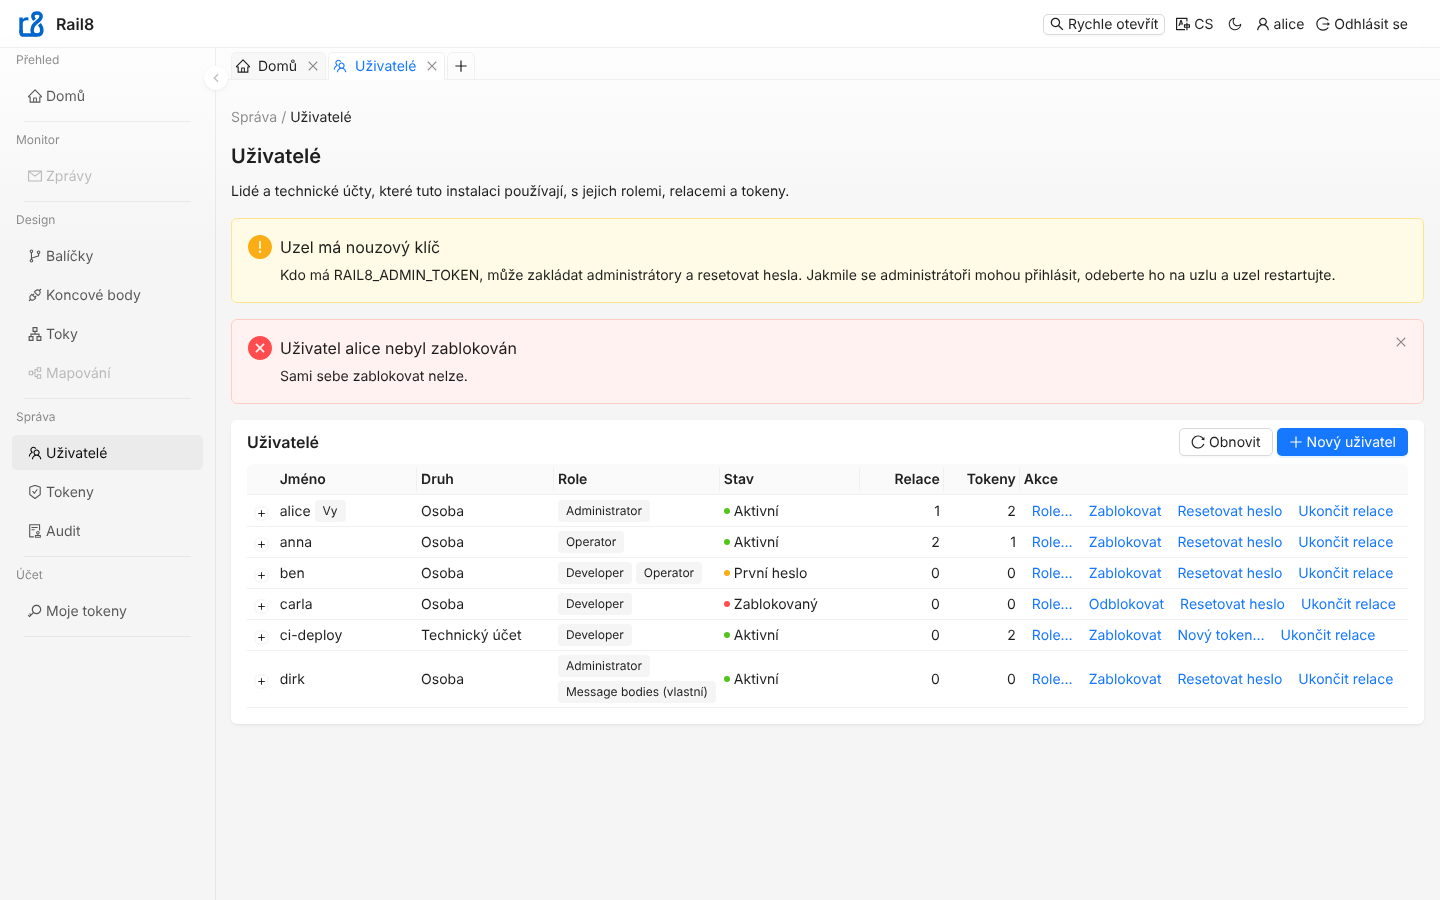 Rail8
Rychle otevřít
CS
alice
Odhlásit se
Přehled
Domů
Monitor
Zprávy
Design
Balíčky
Koncové body
Toky
Mapování
Správa
Uživatelé
Tokeny
Audit
Účet
Moje tokeny
Domů
Uživatelé
Správa / Uživatelé
Uživatelé
Lidé a technické účty, které tuto instalaci používají, s jejich rolemi, relacemi a tokeny.
Uzel má nouzový klíč
Kdo má RAIL8_ADMIN_TOKEN, může zakládat administrátory a resetovat hesla. Jakmile se administrátoři mohou přihlásit, odeberte ho na uzlu a uzel restartujte.
Uživatel alice nebyl zablokován
Sami sebe zablokovat nelze.
Uživatelé
Obnovit
Nový uživatel
Jméno Druh Role Stav Relace Tokeny Akce
alice Vy Osoba Administrator Aktivní 1 2 Role... Zablokovat Resetovat heslo Ukončit relace
anna Osoba Operator Aktivní 2 1 Role... Zablokovat Resetovat heslo Ukončit relace
ben Osoba Developer Operator První heslo 0 0 Role... Zablokovat Resetovat heslo Ukončit relace
carla Osoba Developer Zablokovaný 0 0 Role... Odblokovat Resetovat heslo Ukončit relace
ci-deploy Technický účet Developer Aktivní 0 2 Role... Zablokovat Nový token... Ukončit relace
dirk Osoba Administrator Message bodies (vlastní) Aktivní 0 0 Role... Zablokovat Resetovat heslo Ukončit relace